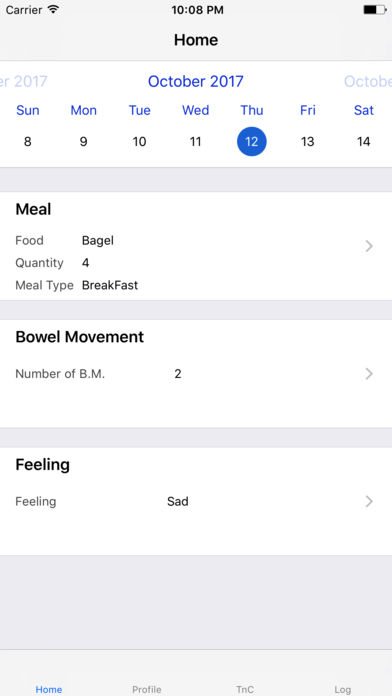 Carrier 10:08 PM
Home
er 2017 October 2017 Octobe
Sun Mon Tue Wed Thu Fri Sat
8 9 10 11 12 13 14
Meal
Food Bagel
Quantity 4
Meal Type BreakFast
Bowel Movement
Number of B.M. 2
Feeling
Feeling Sad
Home Profile TnC Log